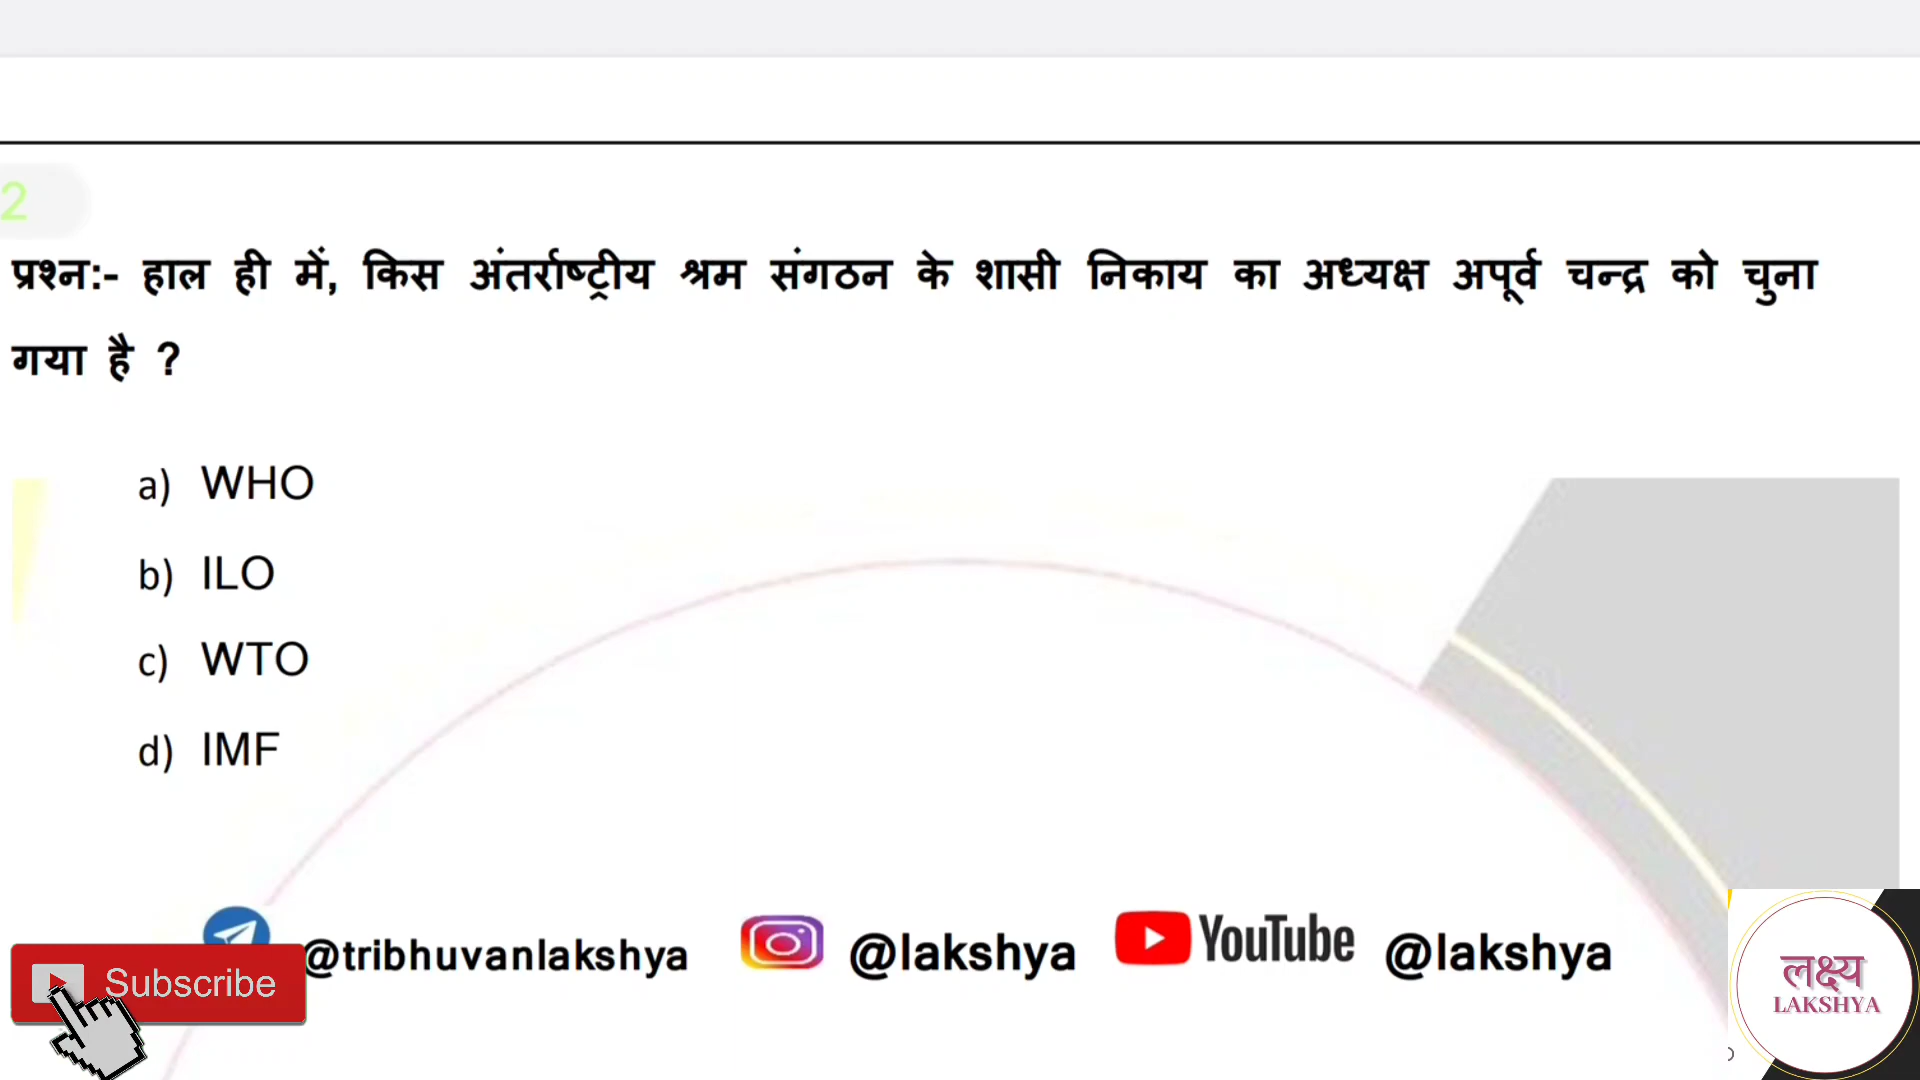 2
प्रश्न:- हाल ही में, किस अंतर्राष्ट्रीय श्रम संगठन के शासी निकाय का अध्यक्ष अपूर्व चन्द्र को चुना
गया है ?
a) WHO
b) ILO
c) WTO
d) IMF
@tribhuvanlakshya @lakshya YouTube @lakshya
Subscribe
लक्ष्य
LAKSHYA